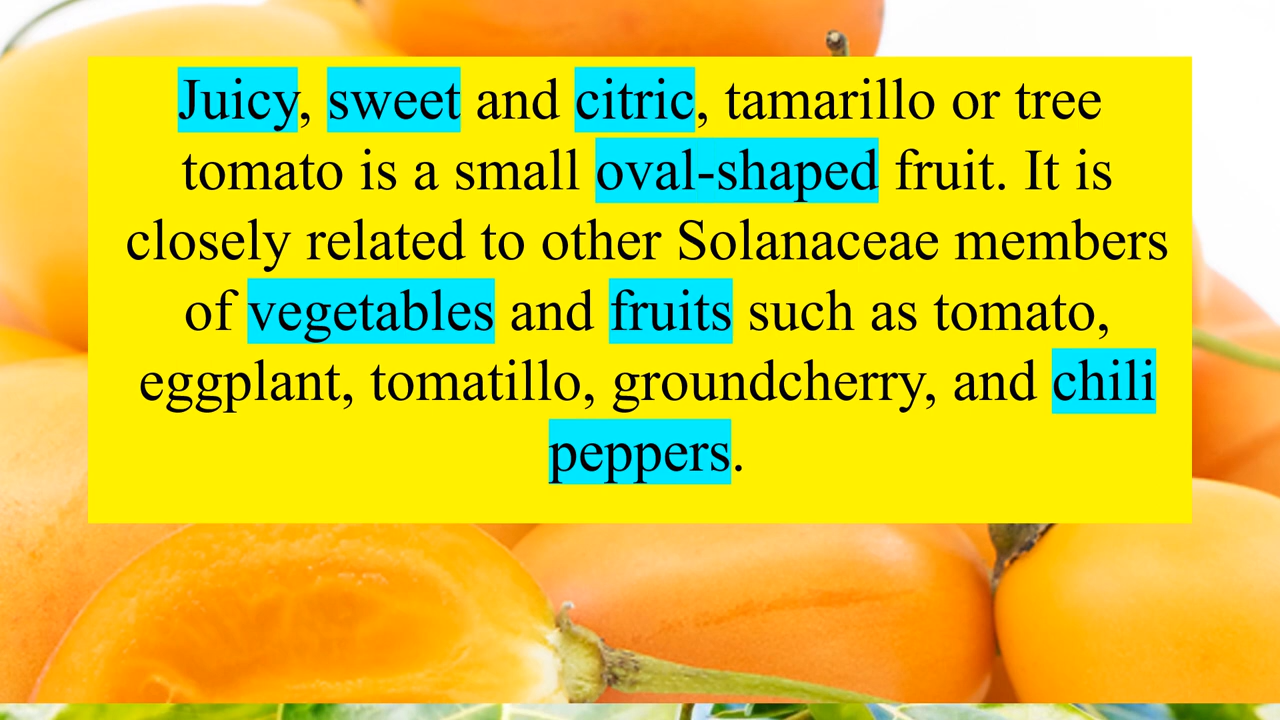 Juicy, sweet and citric, tamarillo or tree
tomato is a small oval-shaped fruit. It is
closely related to other Solanaceae members
of vegetables and fruits such as tomato,
eggplant, tomatillo, groundcherry, and chili
peppers.